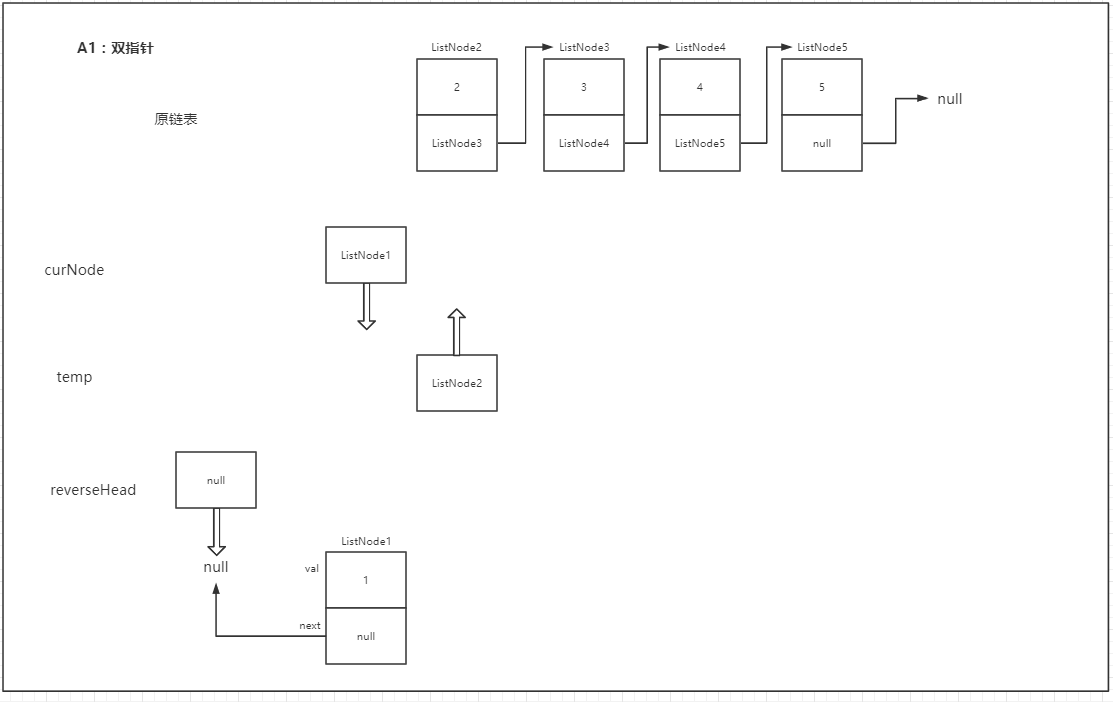 A1：双指针
ListNode2
ListNode3
ListNode4
ListNode5
2
3
4
5
null
原链表
ListNode3
ListNode4
ListNode5
null
ListNode1
curNode
temp
ListNode2
null
reverseHead
ListNode1
null
val
1
next
null